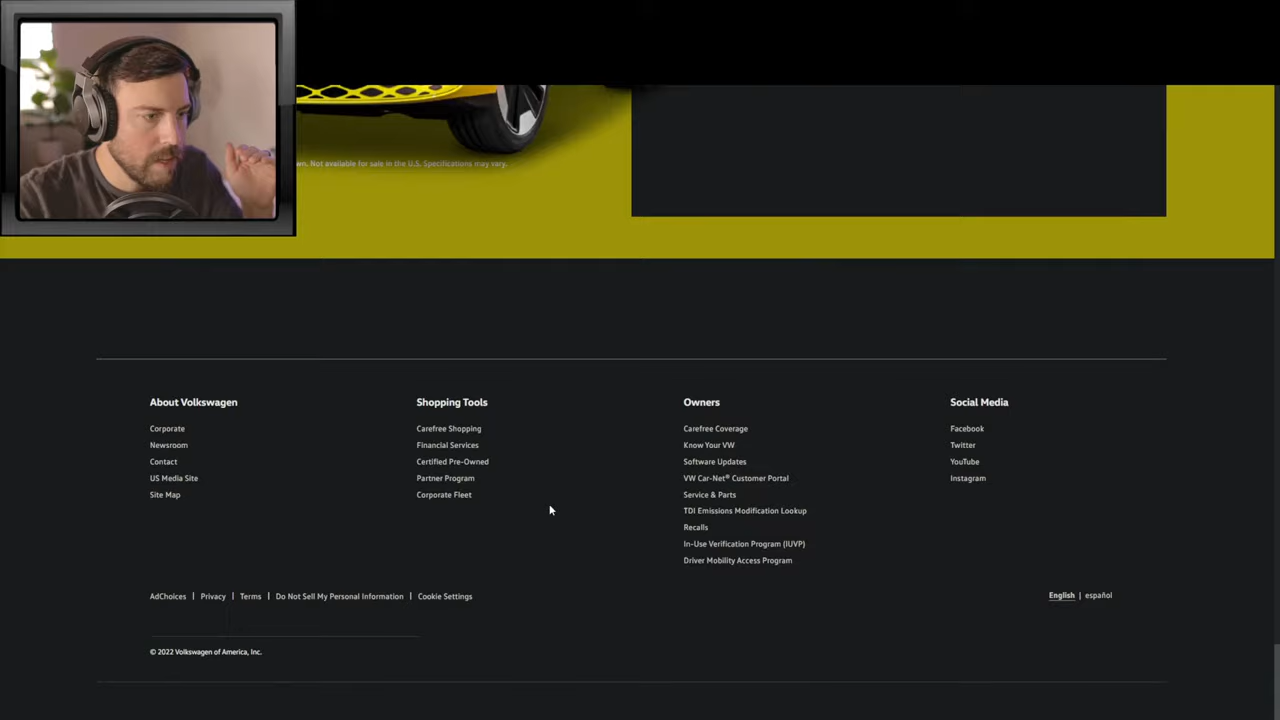 wn. Not available for sale in the U.S. Specifications may vary.
About Volkswagen
Corporate
Newsroom
Contact
US Media Site
Site Map
Shopping Tools
Carefree Shopping
Financial Services
Certified Pre-Owned
Partner Program
Corporate Fleet
Owners
Carefree Coverage
Know Your VW
Software Updates
VW Car-Net® Customer Portal
Service & Parts
TDI Emissions Modification Lookup
Recalls
In-Use Verification Program (IUVP)
Driver Mobility Access Program
Social Media
Facebook
Twitter
YouTube
Instagram
AdChoices | Privacy | Terms | Do Not Sell My Personal Information | Cookie Settings
English | español
© 2022 Volkswagen of America, Inc.